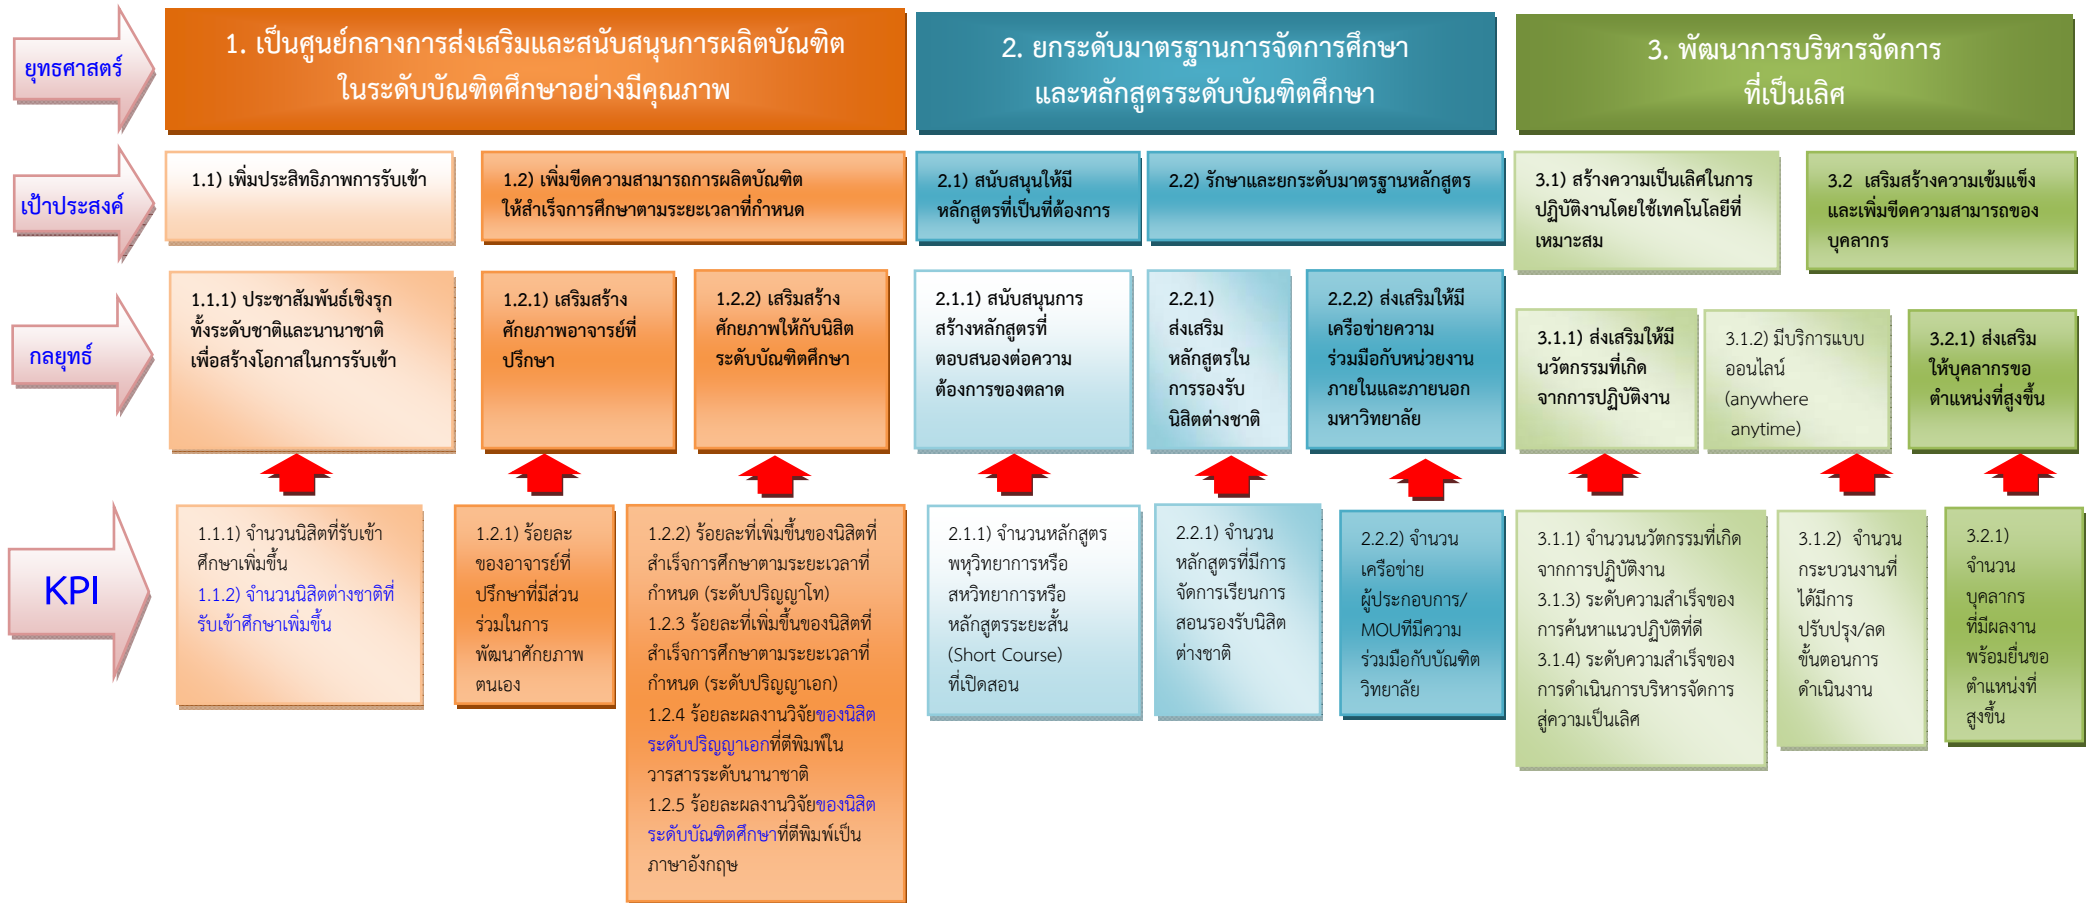 ยุทธศาสตร์
1. เป็นศูนย์กลางการส่งเสริมและสนับสนุนการผลิตบัณฑิต
ในระดับบัณฑิตศึกษาอย่างมีคุณภาพ
2. ยกระดับมาตรฐานการจัดการศึกษา
และหลักสูตรระดับบัณฑิตศึกษา
3. พัฒนาการบริหารจัดการ
ที่เป็นเลิศ
เป้าประสงค์
1.1) เพิ่มประสิทธิภาพการรับเข้า
1.2) เพิ่มขีดความสามารถการผลิตบัณฑิต
ให้สำเร็จการศึกษาตามระยะเวลาที่กำหนด
2.1) สนับสนุนให้มี
หลักสูตรที่เป็นที่ต้องการ
2.2) รักษาและยกระดับมาตรฐานหลักสูตร
3.1) สร้างความเป็นเลิศในการ
ปฏิบัติงานโดยใช้เทคโนโลยีที่
เหมาะสม
3.2 เสริมสร้างความเข้มแข็ง
และเพิ่มขีดความสามารถของ
บุคลากร
กลยุทธ์
1.1.1) ประชาสัมพันธ์เชิงรุก
ทั้งระดับชาติและนานาชาติ
เพื่อสร้างโอกาสในการรับเข้า
1.2.1) เสริมสร้าง
ศักยภาพอาจารย์ที่
ปรึกษา
1.2.2) เสริมสร้าง
ศักยภาพให้กับนิสิต
ระดับบัณฑิตศึกษา
2.1.1) สนับสนุนการ
สร้างหลักสูตรที่
ตอบสนองต่อความ
ต้องการของตลาด
2.2.1)
ส่งเสริม
หลักสูตรใน
การรองรับ
นิสิตต่างชาติ
2.2.2) ส่งเสริมให้มี
เครือข่ายความ
ร่วมมือกับหน่วยงาน
ภายในและภายนอก
มหาวิทยาลัย
3.1.1) ส่งเสริมให้มี
นวัตกรรมที่เกิด
จากการปฏิบัติงาน
3.1.2) มีบริการแบบ
ออนไลน์
(anywhere
anytime)
3.2.1) ส่งเสริม
ให้บุคลากรขอ
ตำแหน่งที่สูงขึ้น
KPI
1.1.1) จำนวนนิสิตที่รับเข้า
ศึกษาเพิ่มขึ้น
1.1.2) จำนวนนิสิตต่างชาติที่
รับเข้าศึกษาเพิ่มขึ้น
1.2.1) ร้อยละ
ของอาจารย์ที่
ปรึกษาที่มีส่วน
ร่วมในการ
พัฒนาศักยภาพ
ตนเอง
1.2.2) ร้อยละที่เพิ่มขึ้นของนิสิตที่
สำเร็จการศึกษาตามระยะเวลาที่
กำหนด (ระดับปริญญาโท)
1.2.3 ร้อยละที่เพิ่มขึ้นของนิสิตที่
สำเร็จการศึกษาตามระยะเวลาที่
กำหนด (ระดับปริญญาเอก)
1.2.4 ร้อยละผลงานวิจัยของนิสิต
ระดับปริญญาเอกที่ตีพิมพ์ใน
วารสารระดับนานาชาติ
1.2.5 ร้อยละผลงานวิจัยของนิสิต
ระดับบัณฑิตศึกษาที่ตีพิมพ์เป็น
ภาษาอังกฤษ
2.1.1) จำนวนหลักสูตร
พหุวิทยาการหรือ
สหวิทยาการหรือ
หลักสูตรระยะสั้น
(Short Course)
ที่เปิดสอน
2.2.1) จำนวน
หลักสูตรที่มีการ
จัดการเรียนการ
สอนรองรับนิสิต
ต่างชาติ
2.2.2) จำนวน
เครือข่าย
ผู้ประกอบการ/
MOUที่มีความ
ร่วมมือกับบัณฑิต
วิทยาลัย
3.1.1) จำนวนนวัตกรรมที่เกิด
จากการปฏิบัติงาน
3.1.3) ระดับความสำเร็จของ
การค้นหาแนวปฏิบัติที่ดี
3.1.4) ระดับความสำเร็จของ
การดำเนินการบริหารจัดการ
สู่ความเป็นเลิศ
3.1.2) จำนวน
กระบวนงานที่
ได้มีการ
ปรับปรุง/ลด
ขั้นตอนการ
ดำเนินงาน
3.2.1)
จำนวน
บุคลากร
ที่มีผลงาน
พร้อมยื่นขอ
ตำแหน่งที่
สูงขึ้น